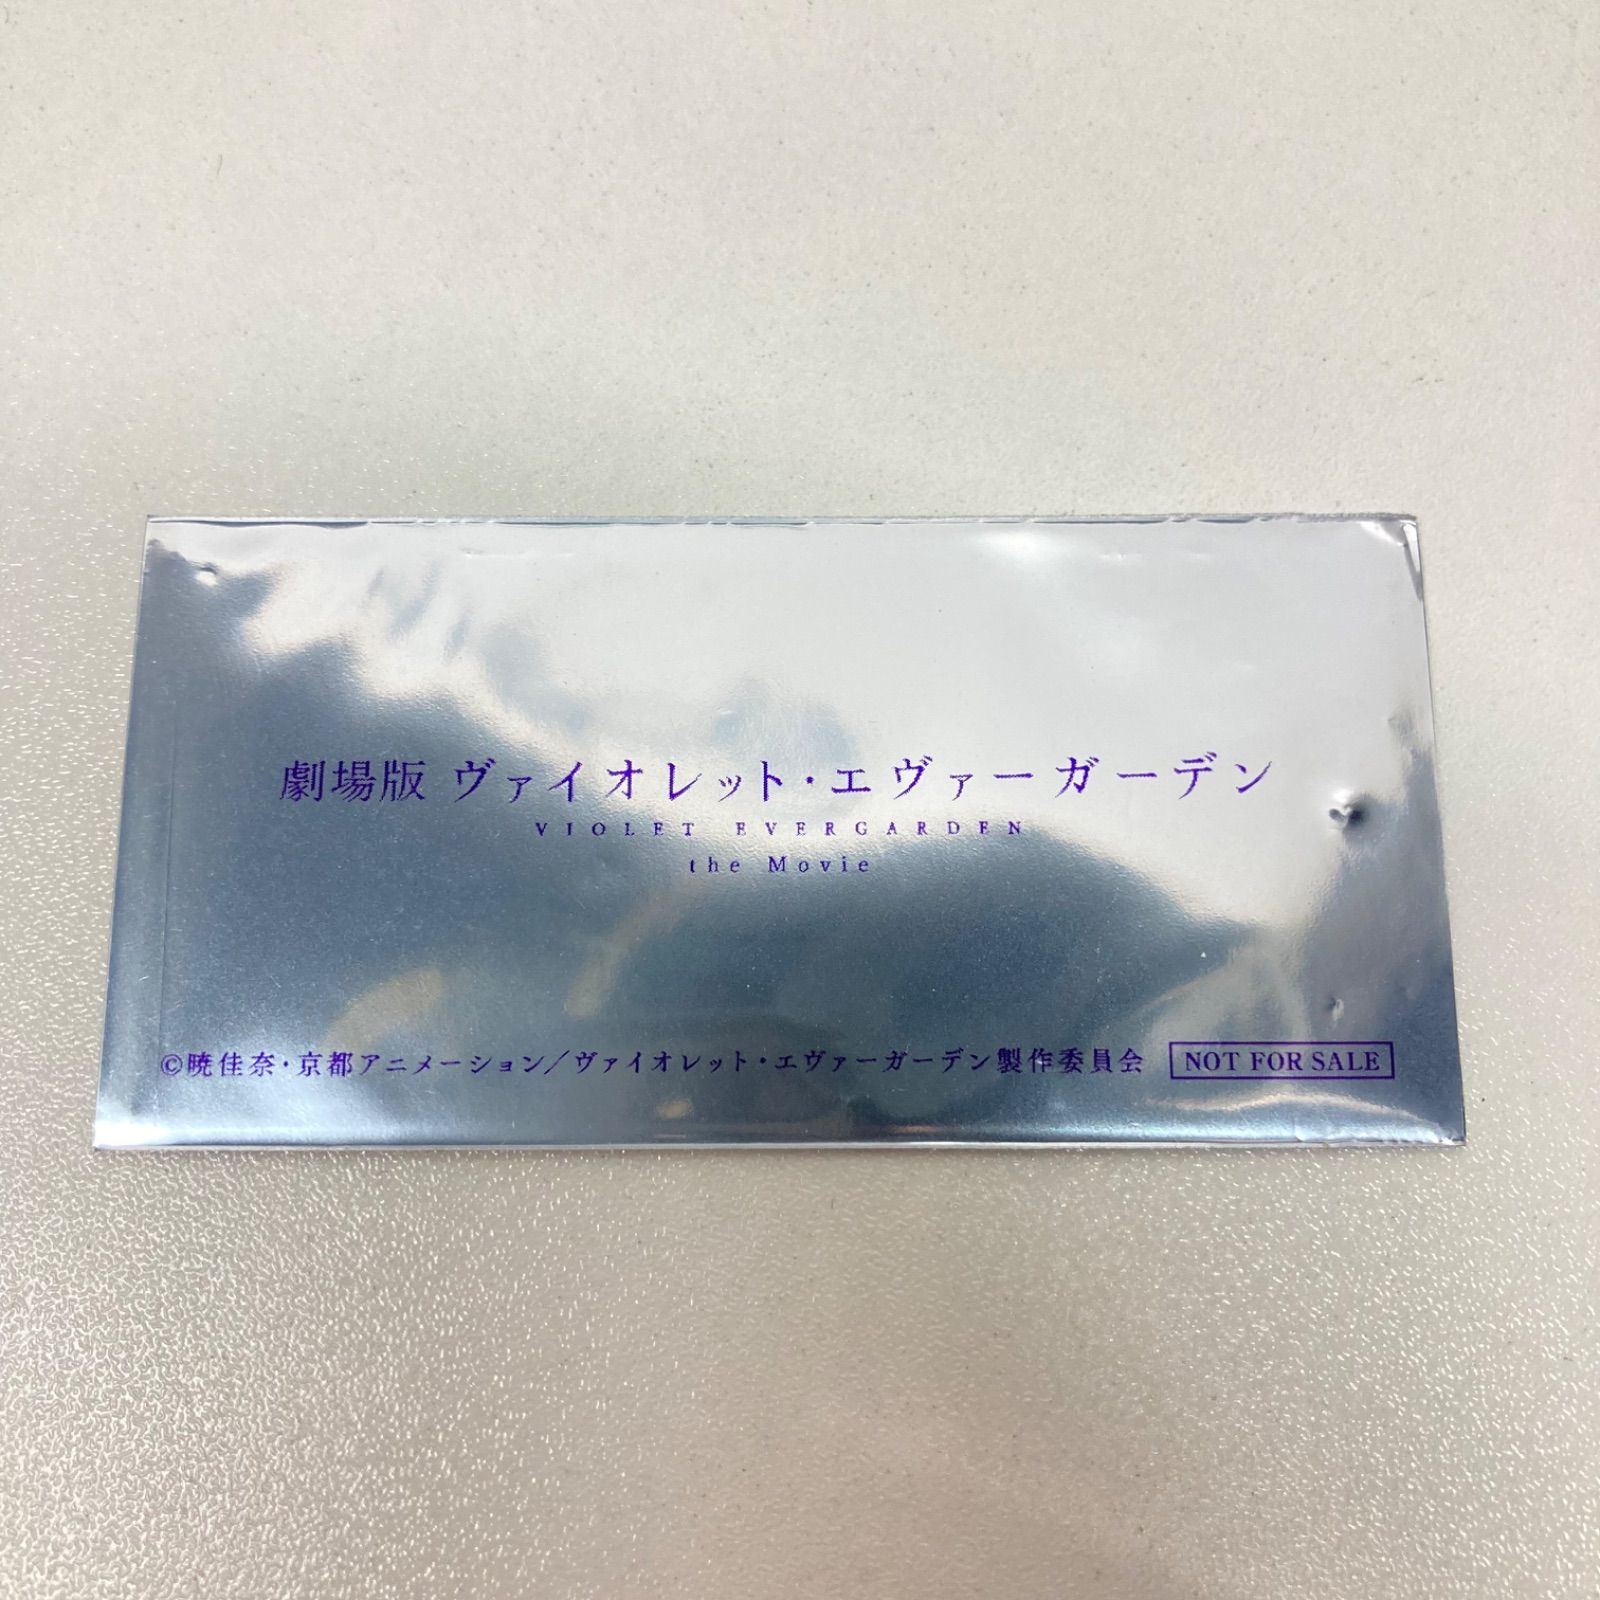 劇場版 ヴァイオレット・エヴァーガーデン
VIOLET EVERGARDEN
the Movie
©暁佳奈・京都アニメーション/ヴァイオレット・エヴァーガーデン製作委員会 NOT FOR SALE